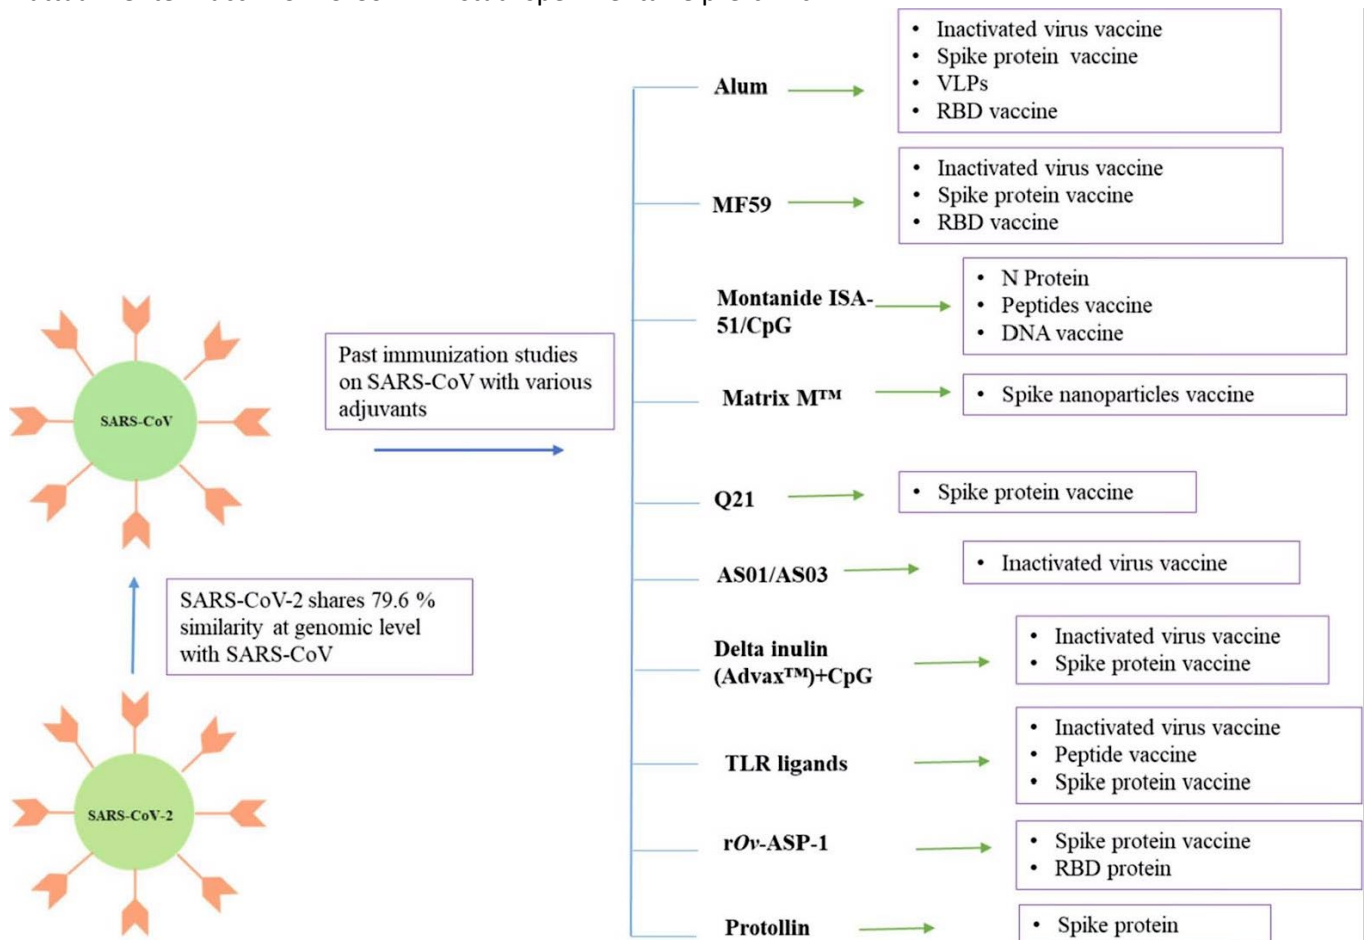 Alum
• Inactivated virus vaccine
• Spike protein vaccine
• VLPs
• RBD vaccine
MF59
• Inactivated virus vaccine
• Spike protein vaccine
• RBD vaccine
Montanide ISA-
51/CpG
• N Protein
• Peptides vaccine
• DNA vaccine
Matrix M™
• Spike nanoparticles vaccine
Q21
• Spike protein vaccine
AS01/AS03
• Inactivated virus vaccine
Delta inulin
(Advax™)+CpG
• Inactivated virus vaccine
• Spike protein vaccine
TLR ligands
• Inactivated virus vaccine
• Peptide vaccine
• Spike protein vaccine
rOv-ASP-1
• Spike protein vaccine
• RBD protein
Protollin
• Spike protein
Past immunization studies
on SARS-CoV with various
adjuvants
SARS-CoV
SARS-CoV-2 shares 79.6 %
similarity at genomic level
with SARS-CoV
SARS-CoV-2